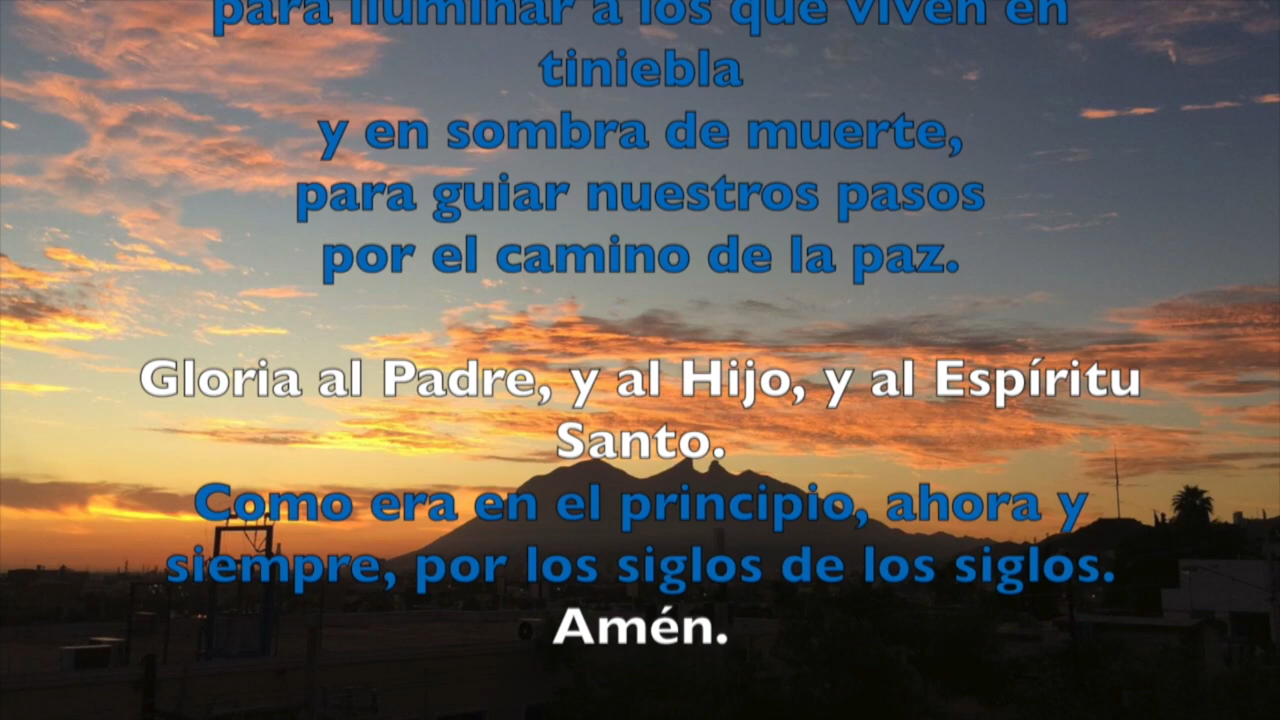 para iluminar a los que viven en
tiniebla
y en sombra de muerte,
para guiar nuestros pasos
por el camino de la paz.
Gloria al Padre, y al Hijo, y al Espíritu
Santo.
Como era en el principio, ahora y
siempre, por los siglos de los siglos.
Amén.